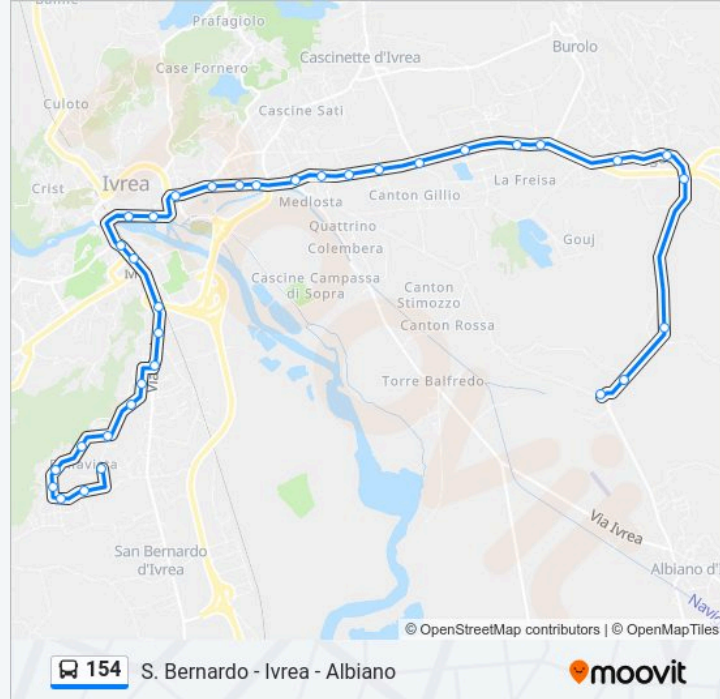 Prafagiolo
Burolo
Cascinette d'Ivrea
Case Fornero
Culoto
Cascine Sati
Ivrea
Crist
La Freisa
Canton Gillio
Medlosta
Quattrino
Colembera
Gouj
Cascine Campassa
di Sopra
Canton
Stimozzo
Canton Rossa
Torre Balfredo
Via
San Bernardo
d'Ivrea
Via Ivrea
Albiano d'I
Navig
© OpenStreetMap contributors | © OpenMapTiles
154 S. Bernardo - Ivrea - Albiano
moovit